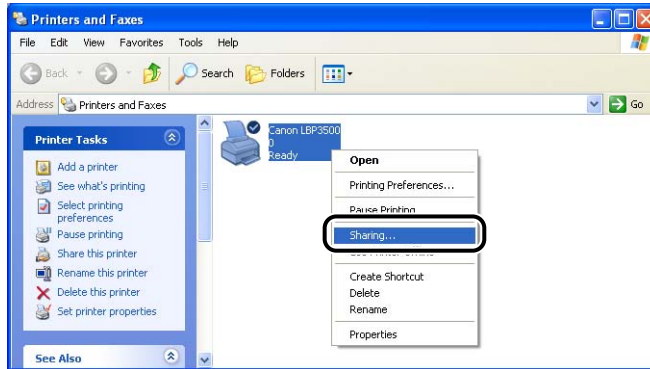 Printers and Faxes
File Edit View Favorites Tools Help
Back Search Folders
Address Printers and Faxes Go
Printer Tasks
Add a printer
See what's printing
Select printing
preferences
Pause printing
Share this printer
Rename this printer
Delete this printer
Set printer properties
See Also
Canon LBP3500
0
Ready
Open
Printing Preferences...
Pause Printing
Sharing...
Use Printer Offline
Create Shortcut
Delete
Rename
Properties